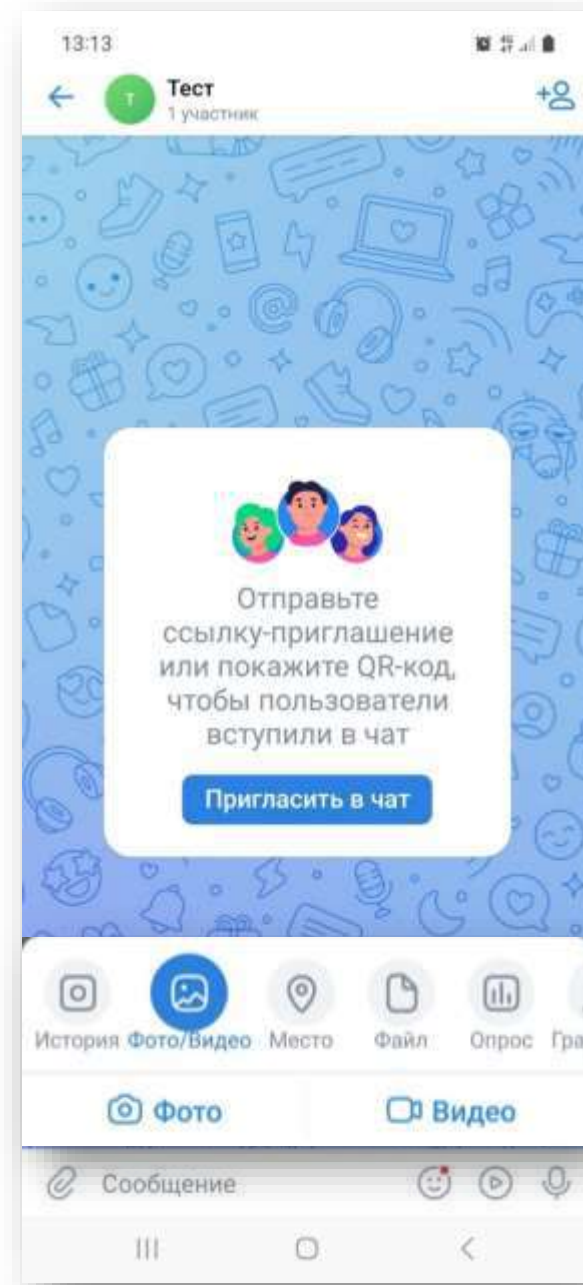 13:13
Т
Тест
1 участник
Отправьте
ссылку-приглашение
или покажите QR-код,
чтобы пользователи
вступили в чат
Пригласить в чат
История Фото/Видео Место Файл Опрос Гра
Фото Видео
Сообщение